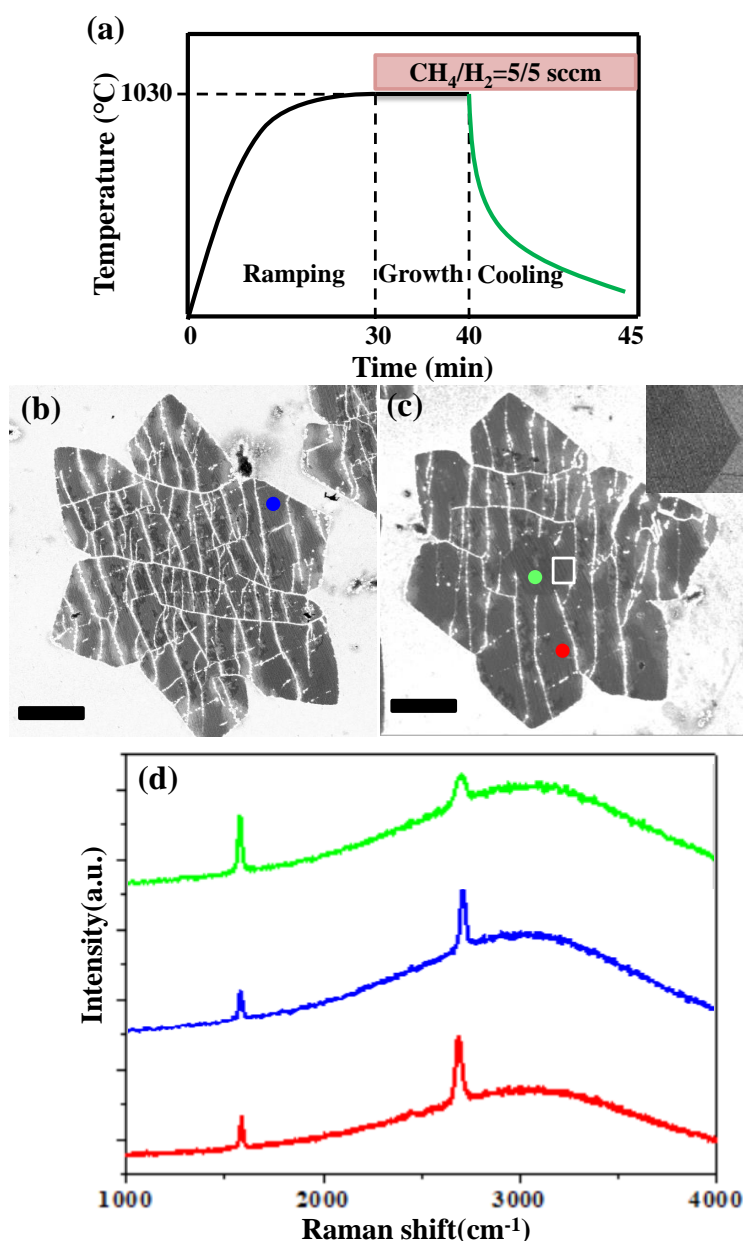 (a)
CH₄/H₂=5/5 sccm
1030
Temperature (℃)
Ramping Growth Cooling
0 30 40 45
Time (min)
(b) (c)
(d)
Intensity(a.u.)
1000 2000 3000 4000
Raman shift(cm⁻¹)